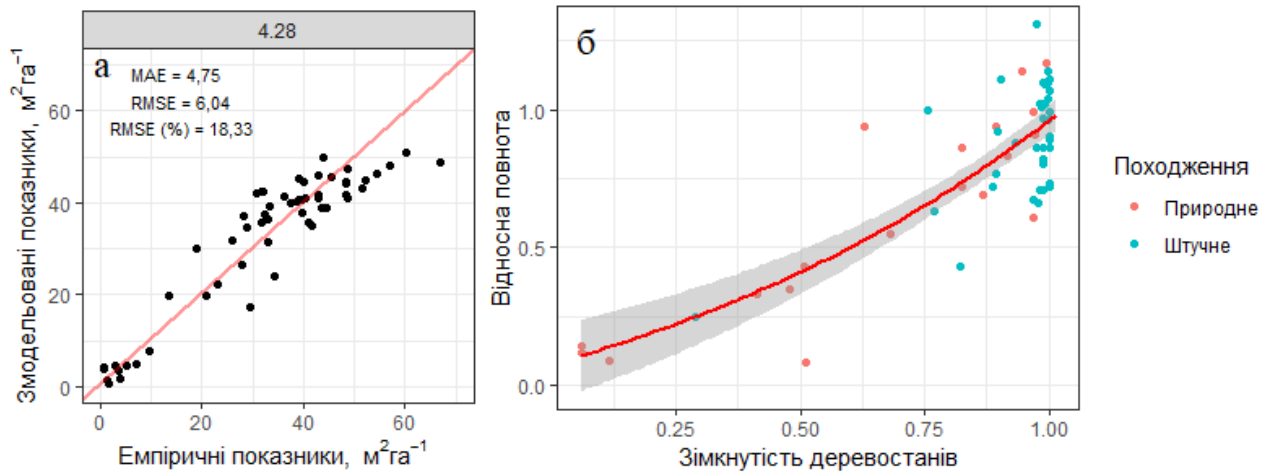 4.28
а
MAE = 4,75
RMSE = 6,04
RMSE (%) = 18,33
Змодельовані показники, м²га⁻¹
60
40
20
0
0 20 40 60
Емпіричні показники, м²га⁻¹
б
Відносна повнота
1.0
0.5
0.0
0.25 0.50 0.75 1.00
Зімкнутість деревостанів
Походження
Природне
Штучне